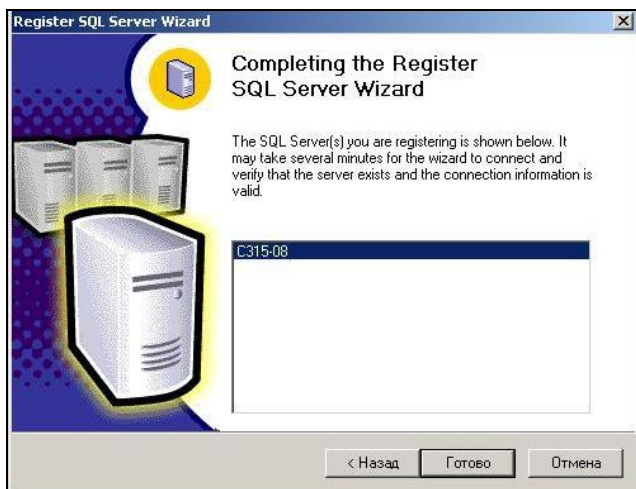 Register SQL Server Wizard
Completing the Register
SQL Server Wizard
The SQL Server(s) you are registering is shown below. It
may take several minutes for the wizard to connect and
verify that the server exists and the connection information is
valid.
C315-08
< Назад
Готово
Отмена